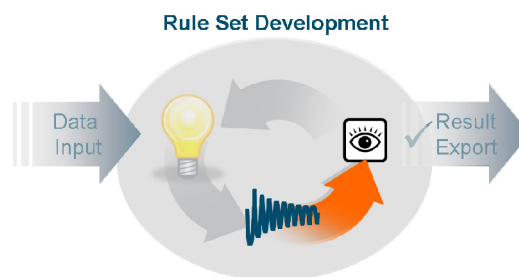 Rule Set Development
Data
Input
Result
Export